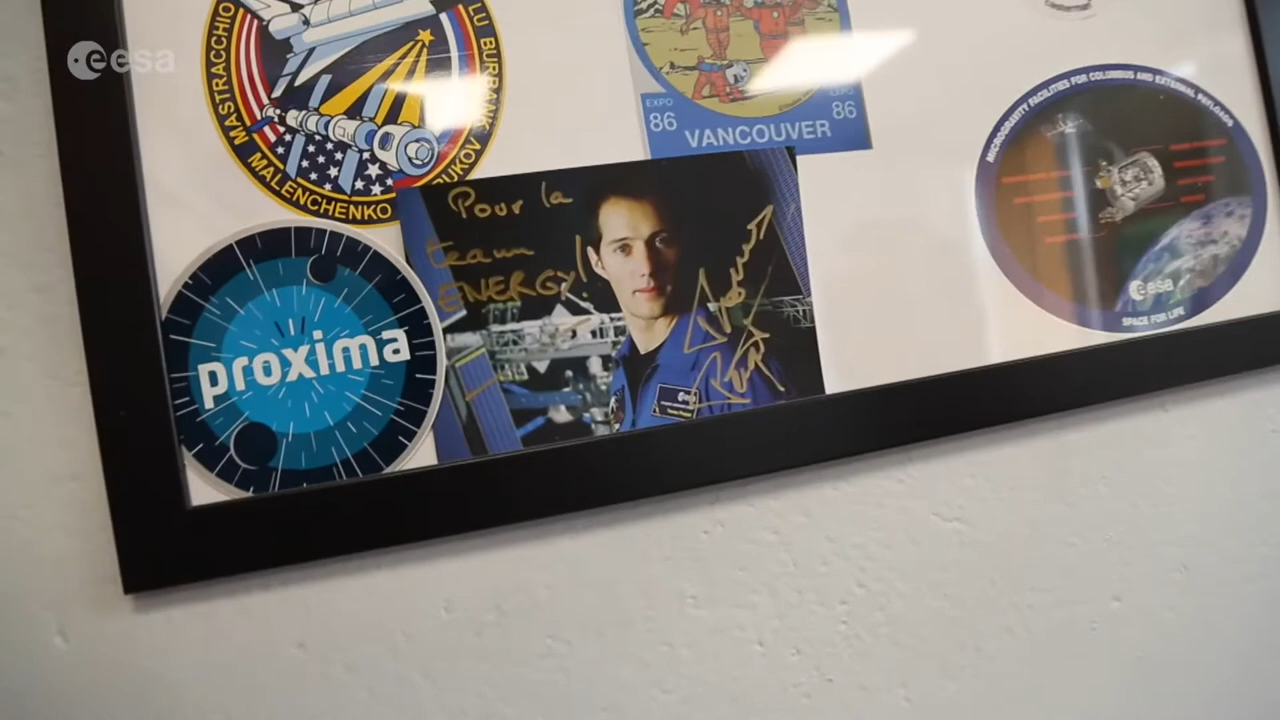 esa
MASTRACCHIO
MALENCHENKO
LU
BURBANK
EXPO
86
EXPO
86
VANCOUVER
MICROGRAVITY FACILITIES FOR COLUMBUS AND EXTERNAL PAYLOADS
esa
SPACE FOR LIFE
Pour la
team
ENERGY!
Thomas
esa
proxima